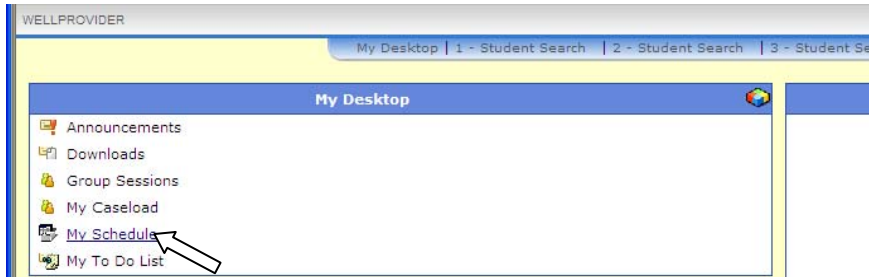 WELLPROVIDER
My Desktop | 1 - Student Search | 2 - Student Search | 3 - Student Se
My Desktop
Announcements
Downloads
Group Sessions
My Caseload
My Schedule
My To Do List